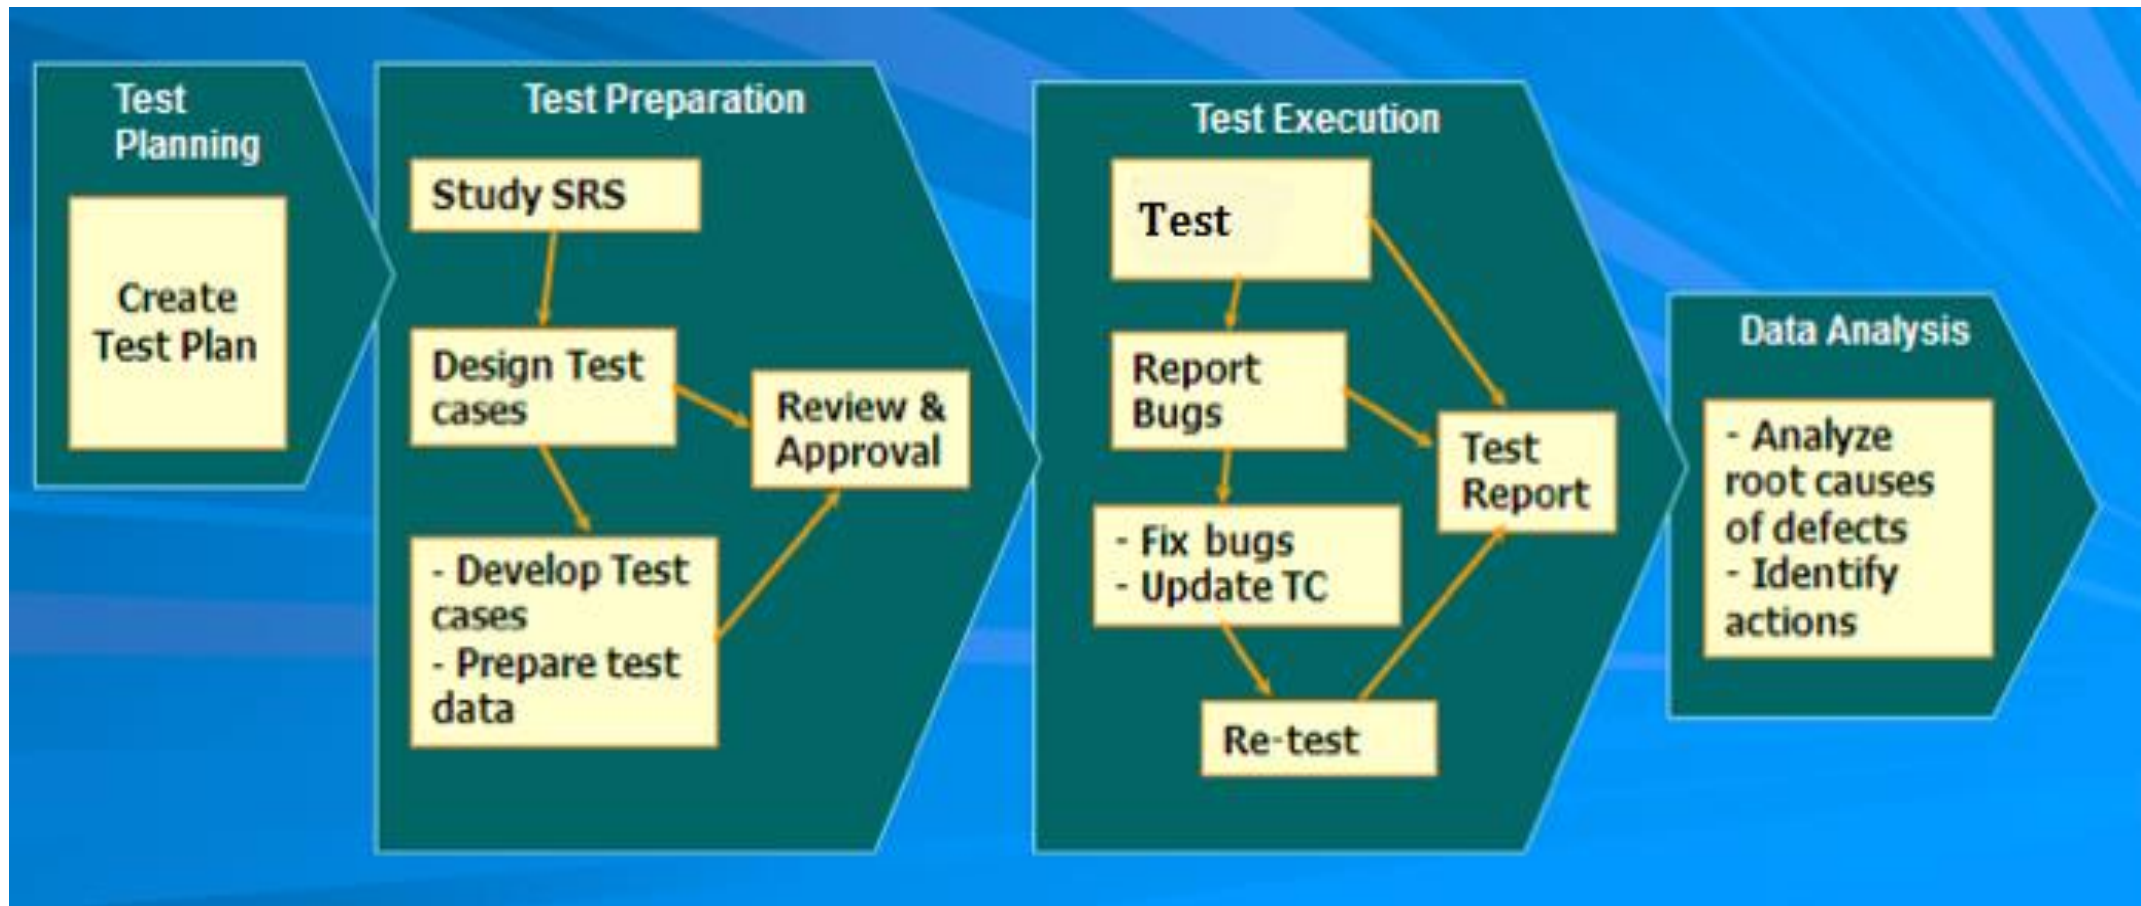 Test
Planning
Create
Test Plan
Test Preparation
Study SRS
Design Test
cases
Review &
Approval
- Develop Test
cases
- Prepare test
data
Test Execution
Test
Report
Bugs
Test
Report
- Fix bugs
- Update TC
Re-test
Data Analysis
- Analyze
root causes
of defects
- Identify
actions